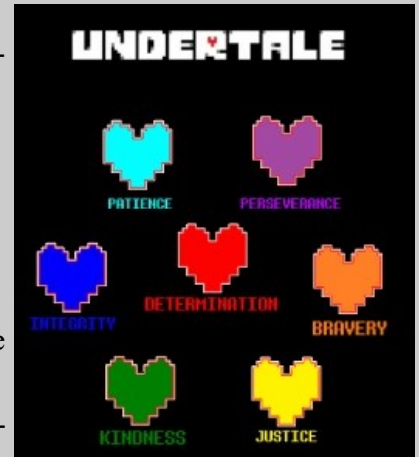 UNDERTALE
PATIENCE
PERSEVERANCE
DETERMINATION
INTEGRITY
BRAVERY
KINDNESS
JUSTICE